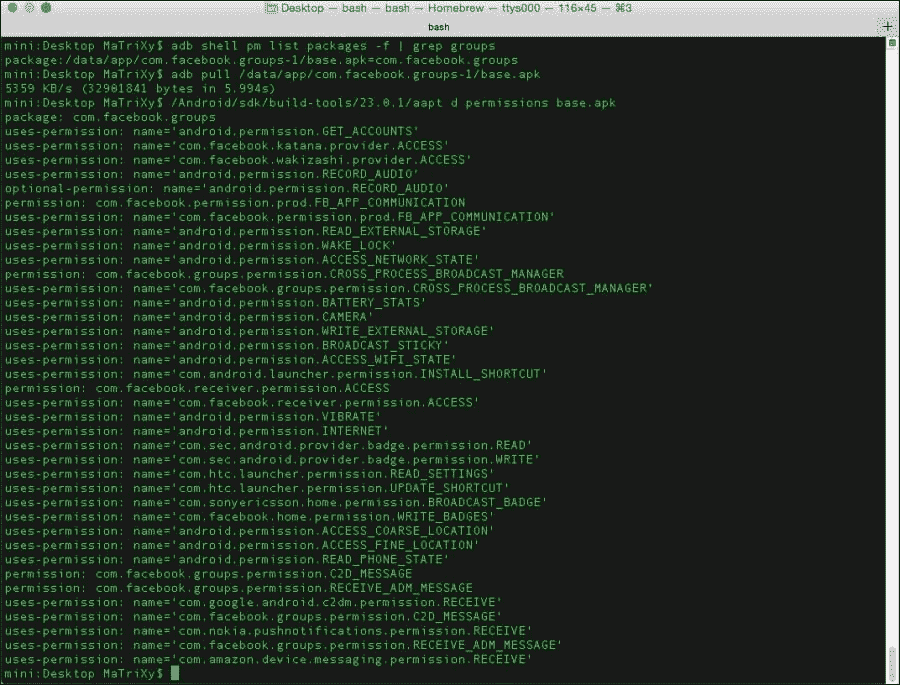 Desktop — bash — bash — Homebrew — ttys000 — 116×45 — ⌘3
bash
+
mini:Desktop MaTriXy$ adb shell pm list packages -f | grep groups
package:/data/app/com.facebook.groups-1/base.apk=com.facebook.groups
mini:Desktop MaTriXy$ adb pull /data/app/com.facebook.groups-1/base.apk
5359 KB/s (32901841 bytes in 5.994s)
mini:Desktop MaTriXy$ /Android/sdk/build-tools/23.0.1/aapt d permissions base.apk
package: com.facebook.groups
uses-permission: name='android.permission.GET_ACCOUNTS'
uses-permission: name='com.facebook.katana.provider.ACCESS'
uses-permission: name='com.facebook.wakizashi.provider.ACCESS'
uses-permission: name='android.permission.RECORD_AUDIO'
optional-permission: name='android.permission.RECORD_AUDIO'
permission: com.facebook.permission.prod.FB_APP_COMMUNICATION
uses-permission: name='com.facebook.permission.prod.FB_APP_COMMUNICATION'
uses-permission: name='android.permission.READ_EXTERNAL_STORAGE'
uses-permission: name='android.permission.WAKE_LOCK'
uses-permission: name='android.permission.ACCESS_NETWORK_STATE'
permission: com.facebook.groups.permission.CROSS_PROCESS_BROADCAST_MANAGER
uses-permission: name='com.facebook.groups.permission.CROSS_PROCESS_BROADCAST_MANAGER'
uses-permission: name='android.permission.BATTERY_STATS'
uses-permission: name='android.permission.CAMERA'
uses-permission: name='android.permission.WRITE_EXTERNAL_STORAGE'
uses-permission: name='android.permission.BROADCAST_STICKY'
uses-permission: name='android.permission.ACCESS_WIFI_STATE'
uses-permission: name='com.android.launcher.permission.INSTALL_SHORTCUT'
permission: com.facebook.receiver.permission.ACCESS
uses-permission: name='com.facebook.receiver.permission.ACCESS'
uses-permission: name='android.permission.VIBRATE'
uses-permission: name='android.permission.INTERNET'
uses-permission: name='com.sec.android.provider.badge.permission.READ'
uses-permission: name='com.sec.android.provider.badge.permission.WRITE'
uses-permission: name='com.htc.launcher.permission.READ_SETTINGS'
uses-permission: name='com.htc.launcher.permission.UPDATE_SHORTCUT'
uses-permission: name='com.sonyericsson.home.permission.BROADCAST_BADGE'
uses-permission: name='com.facebook.home.permission.WRITE_BADGES'
uses-permission: name='android.permission.ACCESS_COARSE_LOCATION'
uses-permission: name='android.permission.ACCESS_FINE_LOCATION'
uses-permission: name='android.permission.READ_PHONE_STATE'
permission: com.facebook.groups.permission.C2D_MESSAGE
permission: com.facebook.groups.permission.RECEIVE_ADM_MESSAGE
uses-permission: name='com.google.android.c2dm.permission.RECEIVE'
uses-permission: name='com.facebook.groups.permission.C2D_MESSAGE'
uses-permission: name='com.nokia.pushnotifications.permission.RECEIVE'
uses-permission: name='com.facebook.groups.permission.RECEIVE_ADM_MESSAGE'
uses-permission: name='com.amazon.device.messaging.permission.RECEIVE'
mini:Desktop MaTriXy$